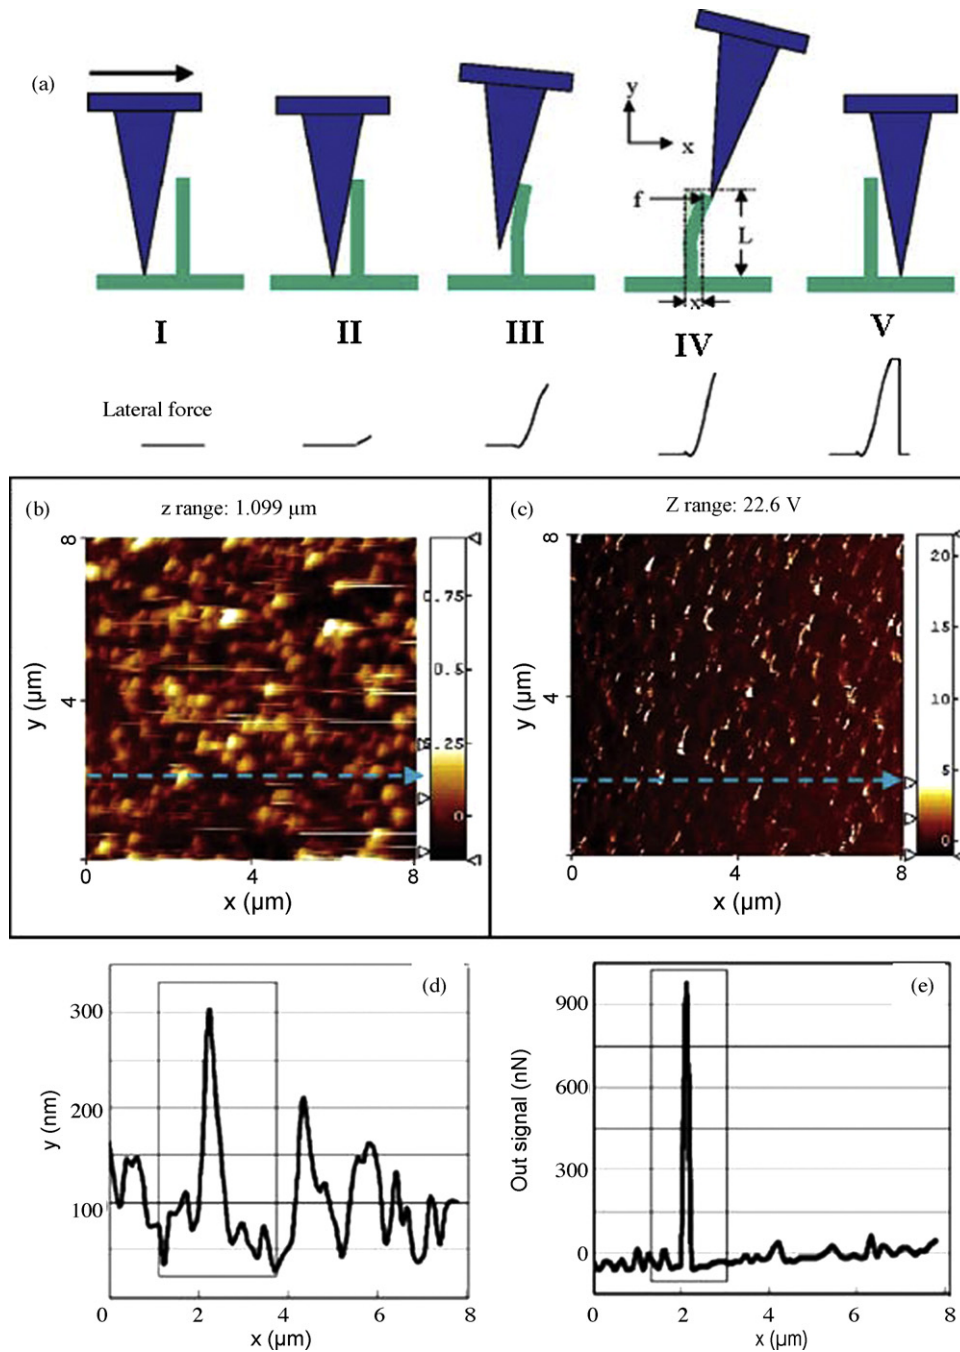 (a)
y
x
f
L
x
I II III IV V
Lateral force
(b) z range: 1.099 μm
(c) Z range: 22.6 V
8
0.75
0.5
y (μm)
4
0.25
0
0
0 4 8
x (μm)
8
20
15
y (μm)
4
10
5
0
0
0 4 8
x (μm)
(d)
300
200
100
y (nm)
0 2 4 6 8
x (μm)
(e)
900
600
300
0
Out signal (nN)
0 2 4 6 8
x (μm)